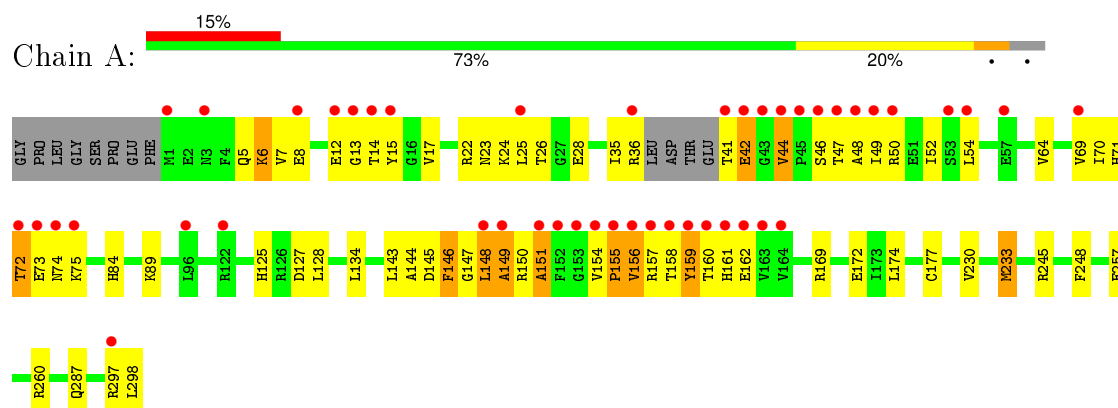 15%
Chain A:
73% 20% • •
GLY PRO LEU GLY SER PRO GLU PHE M1 E2 N3 F4 Q5 K6 V7 E8 E12 G13 T14 Y15 G16 V17 R22 N23 K24 L25 T26 G27 E28 I35 R36 LEU ASP THR GLU T41 E42 G43 V44 P45 S46 T47 A48 I49 R50 E51 I52 S53 L54 E57 V64 V69 I70 H71
T72 E73 N74 K75 H84 K89 L96 R122 H125 R126 D127 L128 L134 L143 A144 D145 F146 G147 L148 A149 R150 A151 F152 G153 V154 P155 V156 R157 T158 Y159 T160 H161 E162 V163 V164 R169 E172 I173 L174 C177 V230 M233 R245 F248
R260 Q287 R297 L298